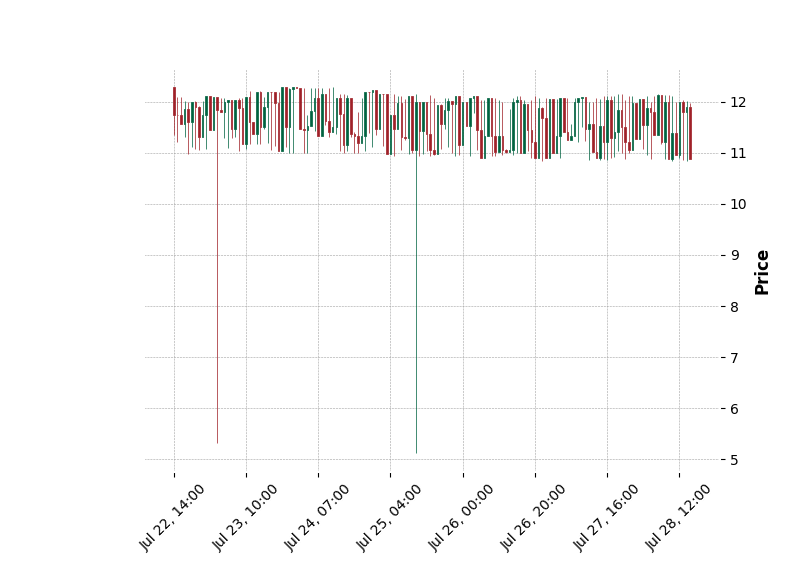 12
11
10
9
8
7
6
5
Price
Jul 22, 14:00
Jul 23, 10:00
Jul 24, 07:00
Jul 25, 04:00
Jul 26, 00:00
Jul 26, 20:00
Jul 27, 16:00
Jul 28, 12:00